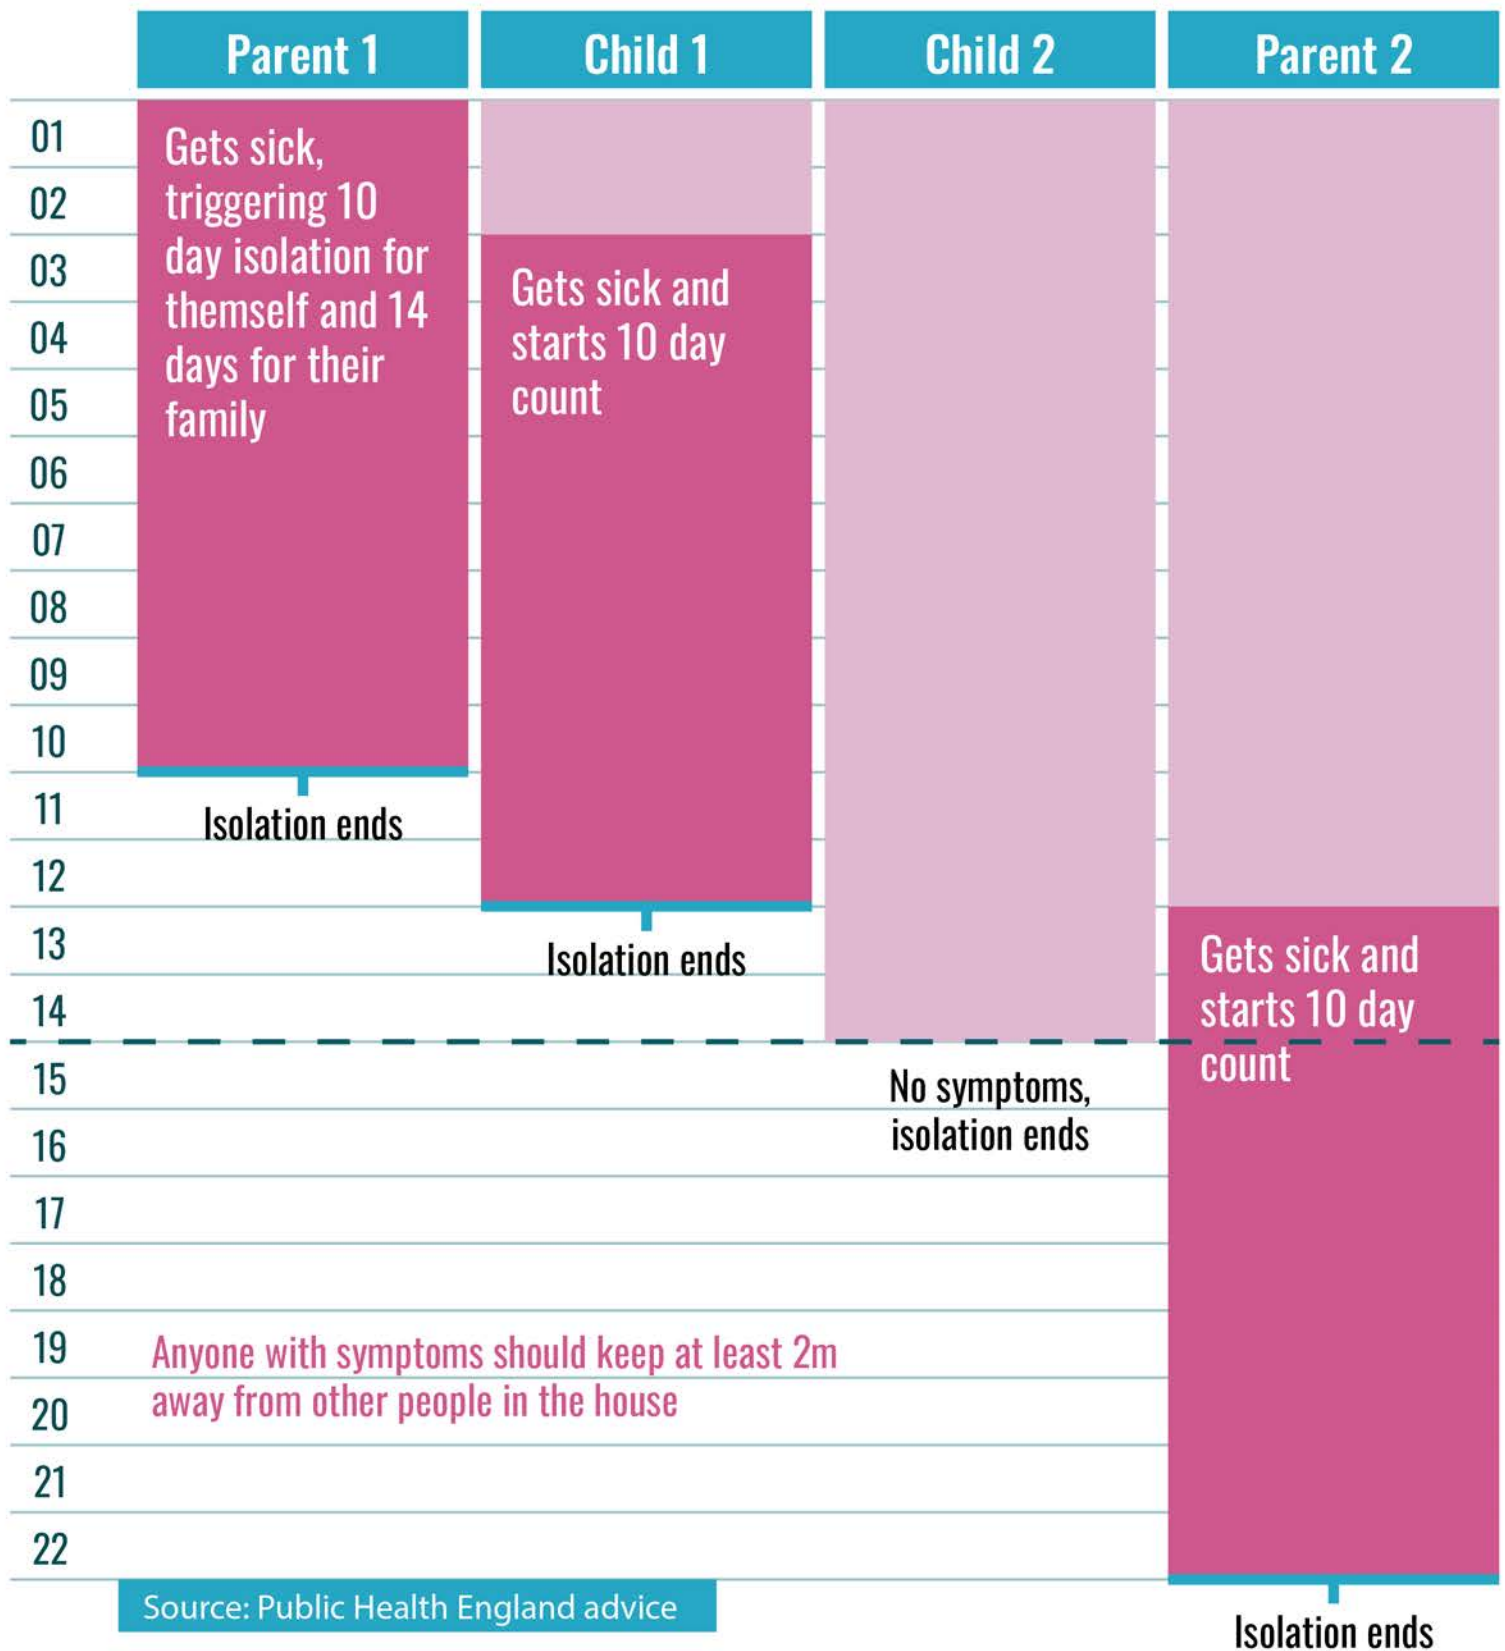 Parent 1
Child 1
Child 2
Parent 2
01
02
03
04
05
06
07
08
09
10
11
12
13
14
15
16
17
18
19
20
21
22
Gets sick,
triggering 10
day isolation for
themself and 14
days for their
family
Isolation ends
Gets sick and
starts 10 day
count
Isolation ends
No symptoms,
isolation ends
Gets sick and
starts 10 day
count
Isolation ends
Anyone with symptoms should keep at least 2m
away from other people in the house
Source: Public Health England advice